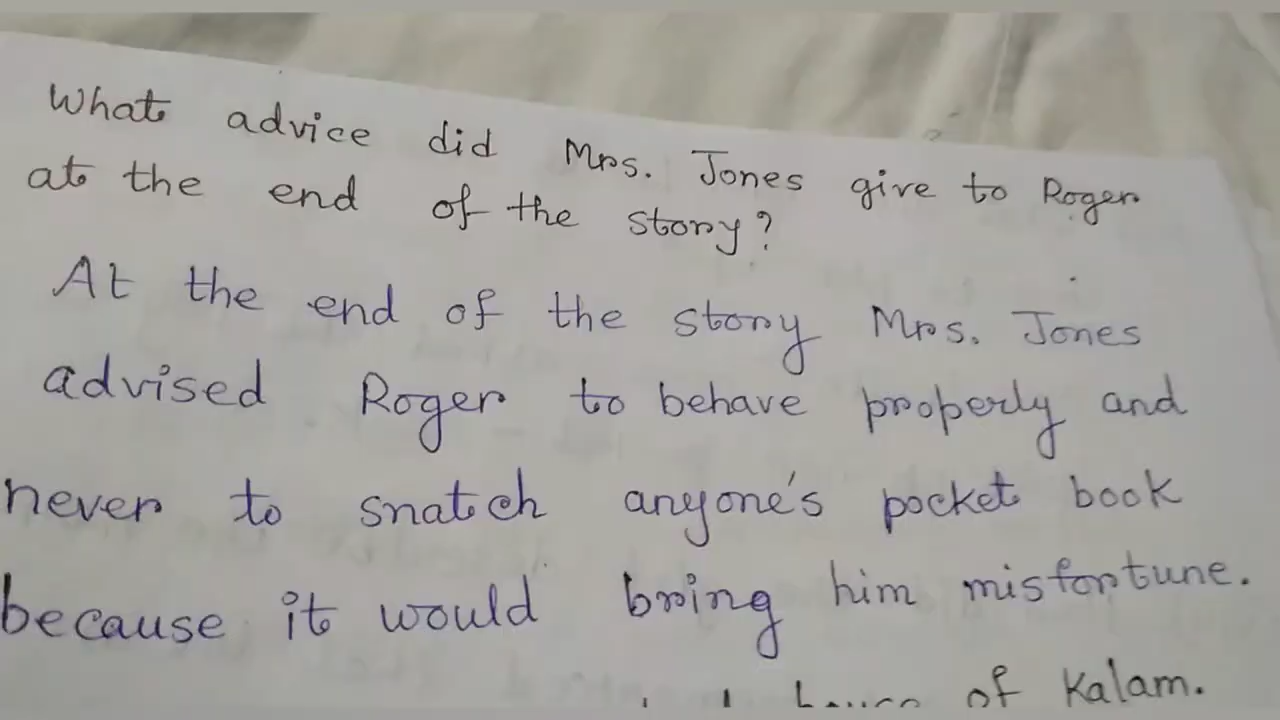 What advice did Mrs. Jones give to Roger
at the end of the story?
At the end of the story Mrs. Jones
advised Roger to behave properly and
never to snatch anyone's pocket book
because it would bring him misfortune.
of Kalam.